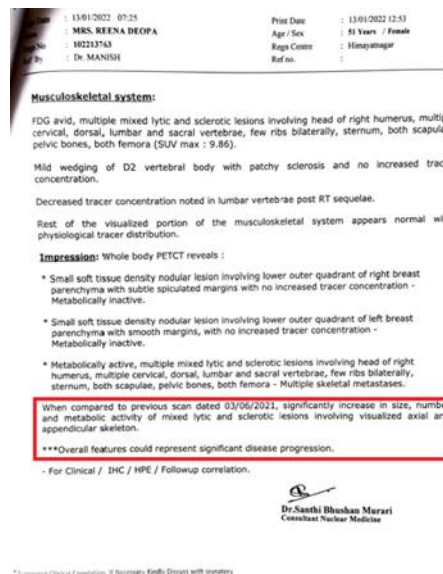 : 13/01/2022 07:25 Print Date : 13/01/2022 12:53
: MRS. REENA DEOPA Age / Sex : 51 Years / Female
No : 102213763 Regn Centre : Himayatnagar
By : Dr. MANISH Ref no. :
Musculoskeletal system:
FDG avid, multiple mixed lytic and sclerotic lesions involving head of right humerus, multip
cervical, dorsal, lumbar and sacral vertebrae, few ribs bilaterally, sternum, both scapula
pelvic bones, both femora (SUV max : 9.86).
Mild wedging of D2 vertebral body with patchy sclerosis and no increased trac
concentration.
Decreased tracer concentration noted in lumbar vertebrae post RT sequelae.
Rest of the visualized portion of the musculoskeletal system appears normal wi
physiological tracer distribution.
Impression: Whole body PETCT reveals :
* Small soft tissue density nodular lesion involving lower outer quadrant of right breast
parenchyma with subtle spiculated margins with no increased tracer concentration -
Metabolically inactive.
* Small soft tissue density nodular lesion involving lower outer quadrant of left breast
parenchyma with smooth margins, with no increased tracer concentration -
Metabolically inactive.
* Metabolically active, multiple mixed lytic and sclerotic lesions involving head of right
humerus, multiple cervical, dorsal, lumbar and sacral vertebrae, few ribs bilaterally,
sternum, both scapulae, pelvic bones, both femora - Multiple skeletal metastases.
When compared to previous scan dated 03/06/2021, significantly increase in size, numbe
and metabolic activity of mixed lytic and sclerotic lesions involving visualized axial an
appendicular skeleton.
***Overall features could represent significant disease progression.
- For Clinical / IHC / HPE / Followup correlation.
Dr.Santhi Bhushan Murari
Consultant Nuclear Medicine
Clinical Correlation, if Necessary Kindly Discuss with signatory